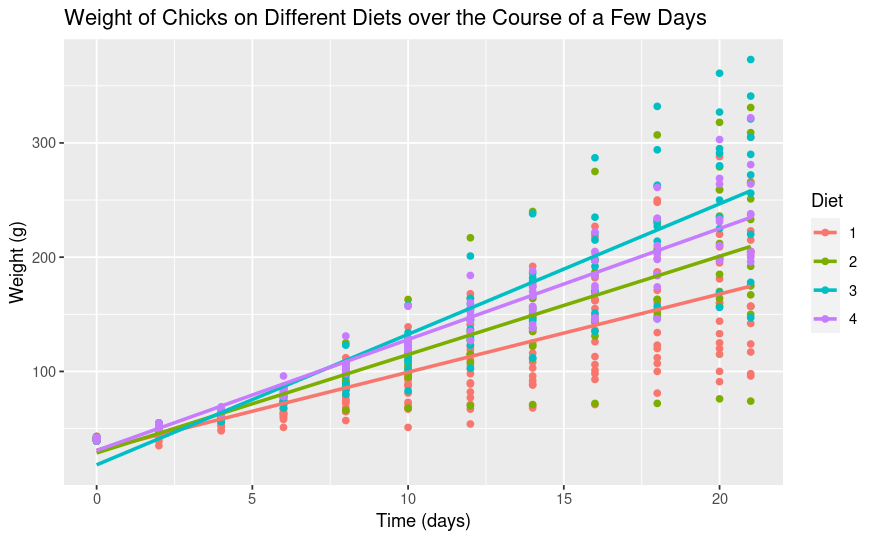 Weight of Chicks on Different Diets over the Course of a Few Days
Weight (g)
300
200
100
0 5 10 15 20
Time (days)
Diet
1
2
3
4